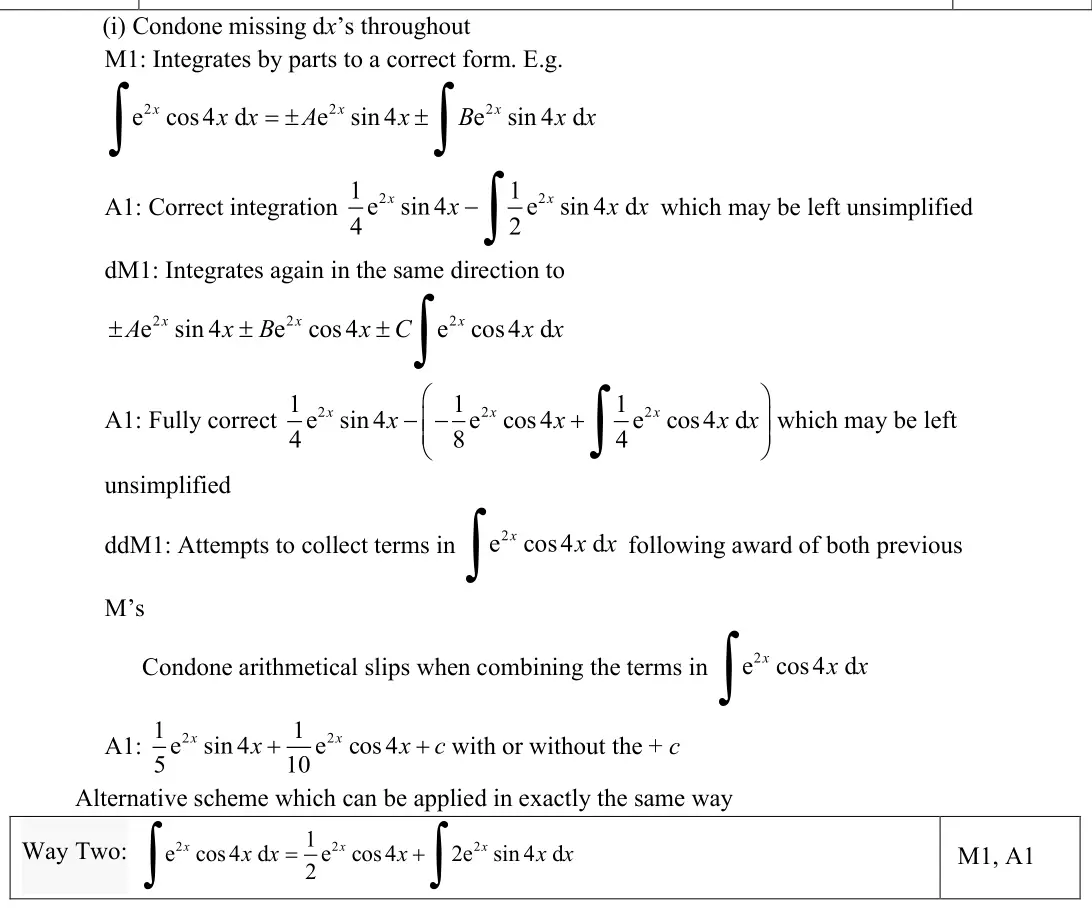 (i) Condone missing dx’s throughout
M1: Integrates by parts to a correct form. E.g.
∫ e^{2x} cos 4x dx = ±Ae^{2x} sin 4x ± ∫ Be^{2x} sin 4x dx
A1: Correct integration \frac{1}{4}e^{2x} sin 4x − ∫ \frac{1}{2}e^{2x} sin 4x dx which may be left unsimplified
dM1: Integrates again in the same direction to
±Ae^{2x} sin 4x ± Be^{2x} cos 4x ± C ∫ e^{2x} cos 4x dx
A1: Fully correct \frac{1}{4}e^{2x} sin 4x − ( −\frac{1}{8}e^{2x} cos 4x + ∫ \frac{1}{4}e^{2x} cos 4x dx ) which may be left
unsimplified
ddM1: Attempts to collect terms in ∫ e^{2x} cos 4x dx following award of both previous
M’s
Condone arithmetical slips when combining the terms in ∫ e^{2x} cos 4x dx
A1: \frac{1}{5}e^{2x} sin 4x + \frac{1}{10}e^{2x} cos 4x + c with or without the + c
Alternative scheme which can be applied in exactly the same way
Way Two: ∫ e^{2x} cos 4x dx = \frac{1}{2}e^{2x} cos 4x + ∫ 2e^{2x} sin 4x dx M1, A1